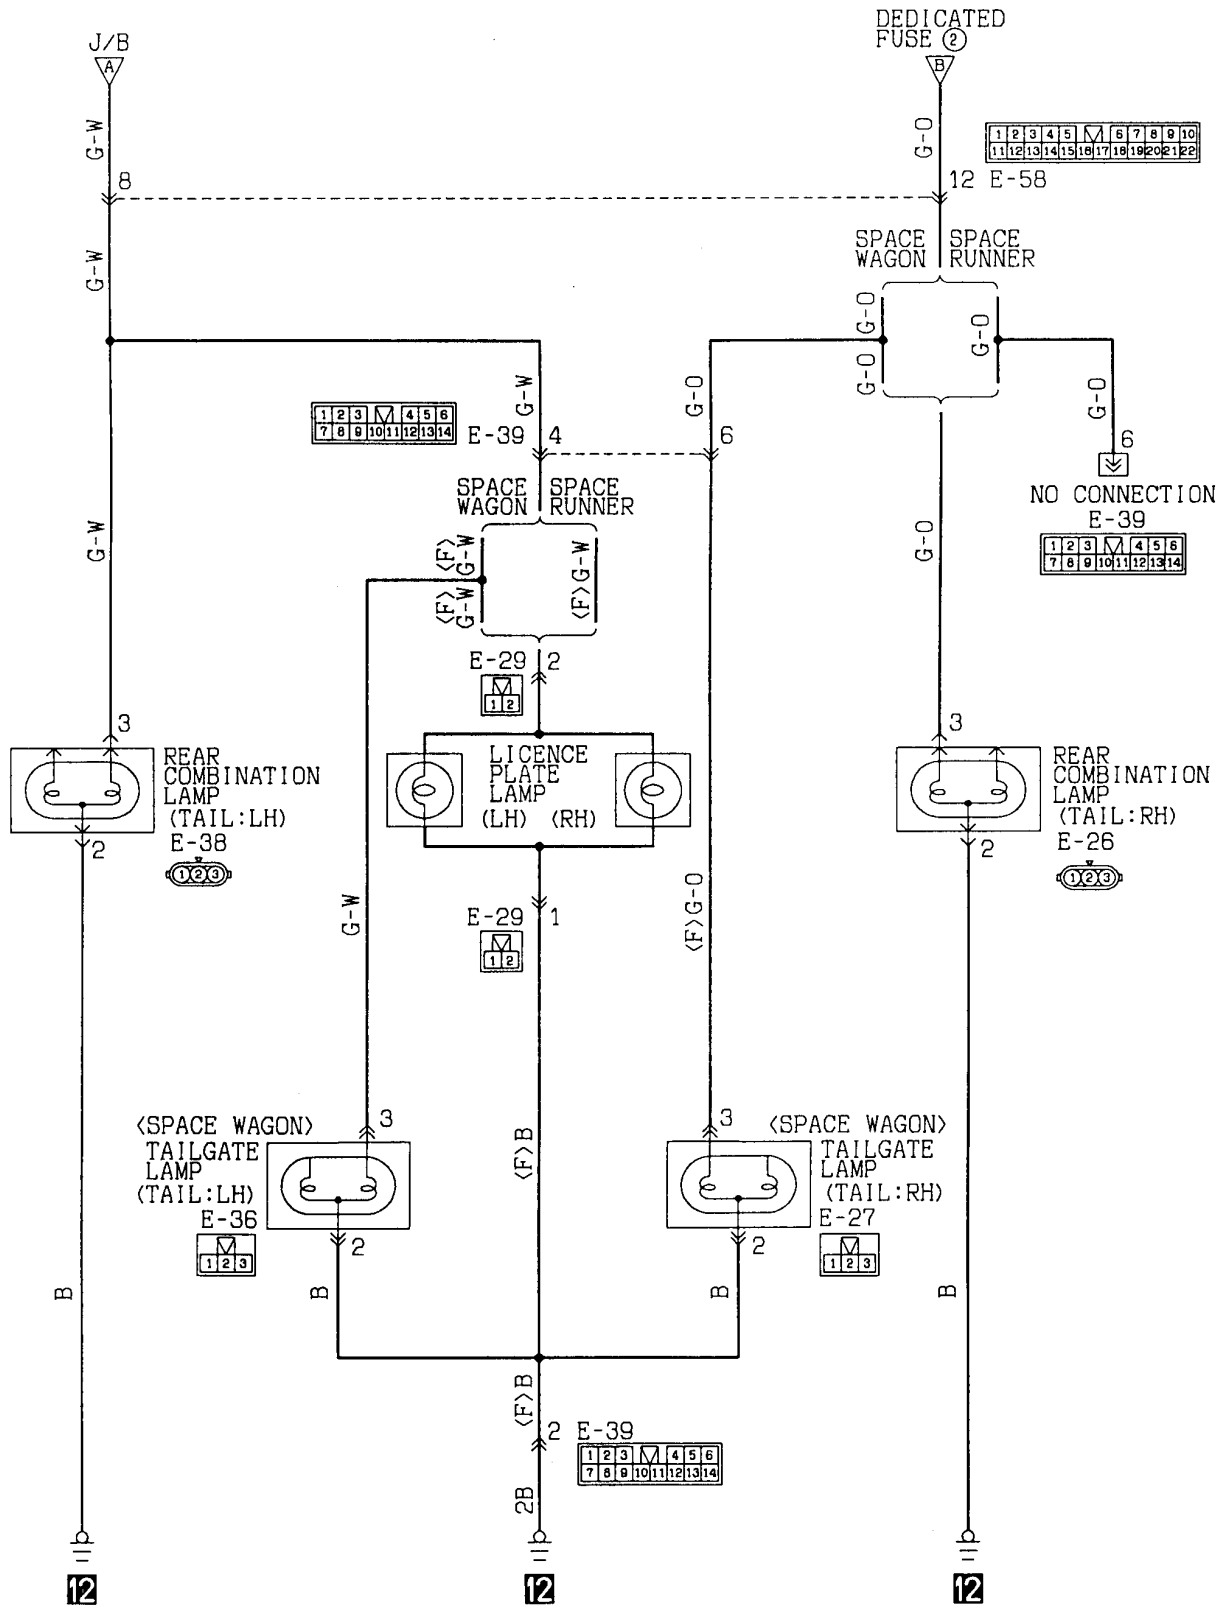 DEDICATED
FUSE ②
J/B
A
B
G-W
G-O
1 2 3 4 5 6 7 8 9 10
11 12 13 14 15 16 17 18 19 20 21 22
8
12 E-58
G-W
SPACE WAGON
SPACE RUNNER
G-O
G-O
G-O
G-W
G-O
G-O
1 2 3 4 5 6
7 8 9 10 11 12 13 14
E-39 4
6
6
NO CONNECTION
E-39
1 2 3 4 5 6
7 8 9 10 11 12 13 14
SPACE WAGON
SPACE RUNNER
G-W
<F>G-W
<F>G-W
<F>G-W
G-O
E-29 2
1 2
3
REAR
COMBINATION
LAMP
(TAIL:LH)
E-38
1 2 3
2
LICENCE
PLATE
LAMP
(LH) (RH)
3
REAR
COMBINATION
LAMP
(TAIL:RH)
E-26
1 2 3
2
G-W
E-29 1
1 2
<F>G-O
<SPACE WAGON>
TAILGATE
LAMP
(TAIL:LH)
E-36
1 2 3
3
2
<F>B
<SPACE WAGON>
TAILGATE
LAMP
(TAIL:RH)
E-27
1 2 3
3
2
B
B
B
B
<F>B
2 E-39
1 2 3 4 5 6
7 8 9 10 11 12 13 14
2B
12
12
12